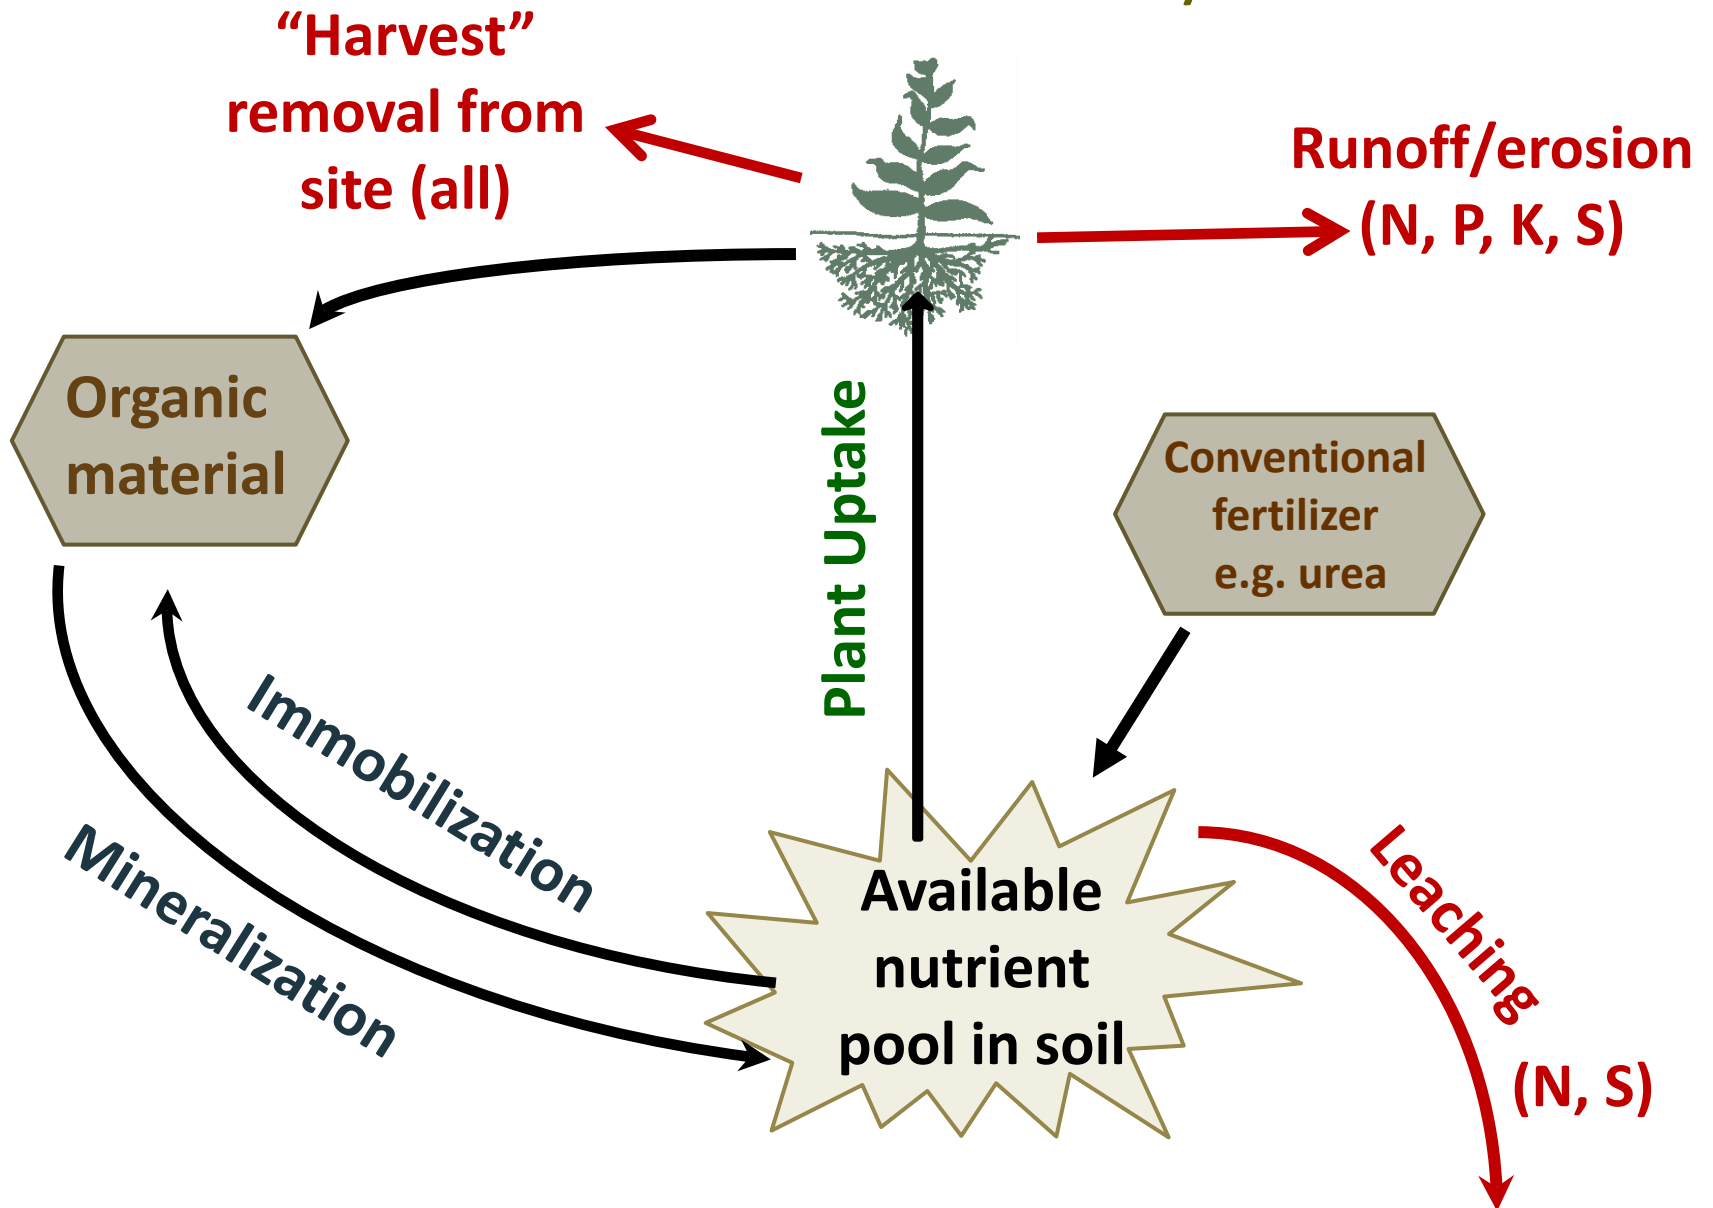 “Harvest”
removal from
site (all)
Runoff/erosion
(N, P, K, S)
Organic
material
Plant Uptake
Conventional
fertilizer
e.g. urea
Immobilization
Mineralization
Available
nutrient
pool in soil
Leaching
(N, S)